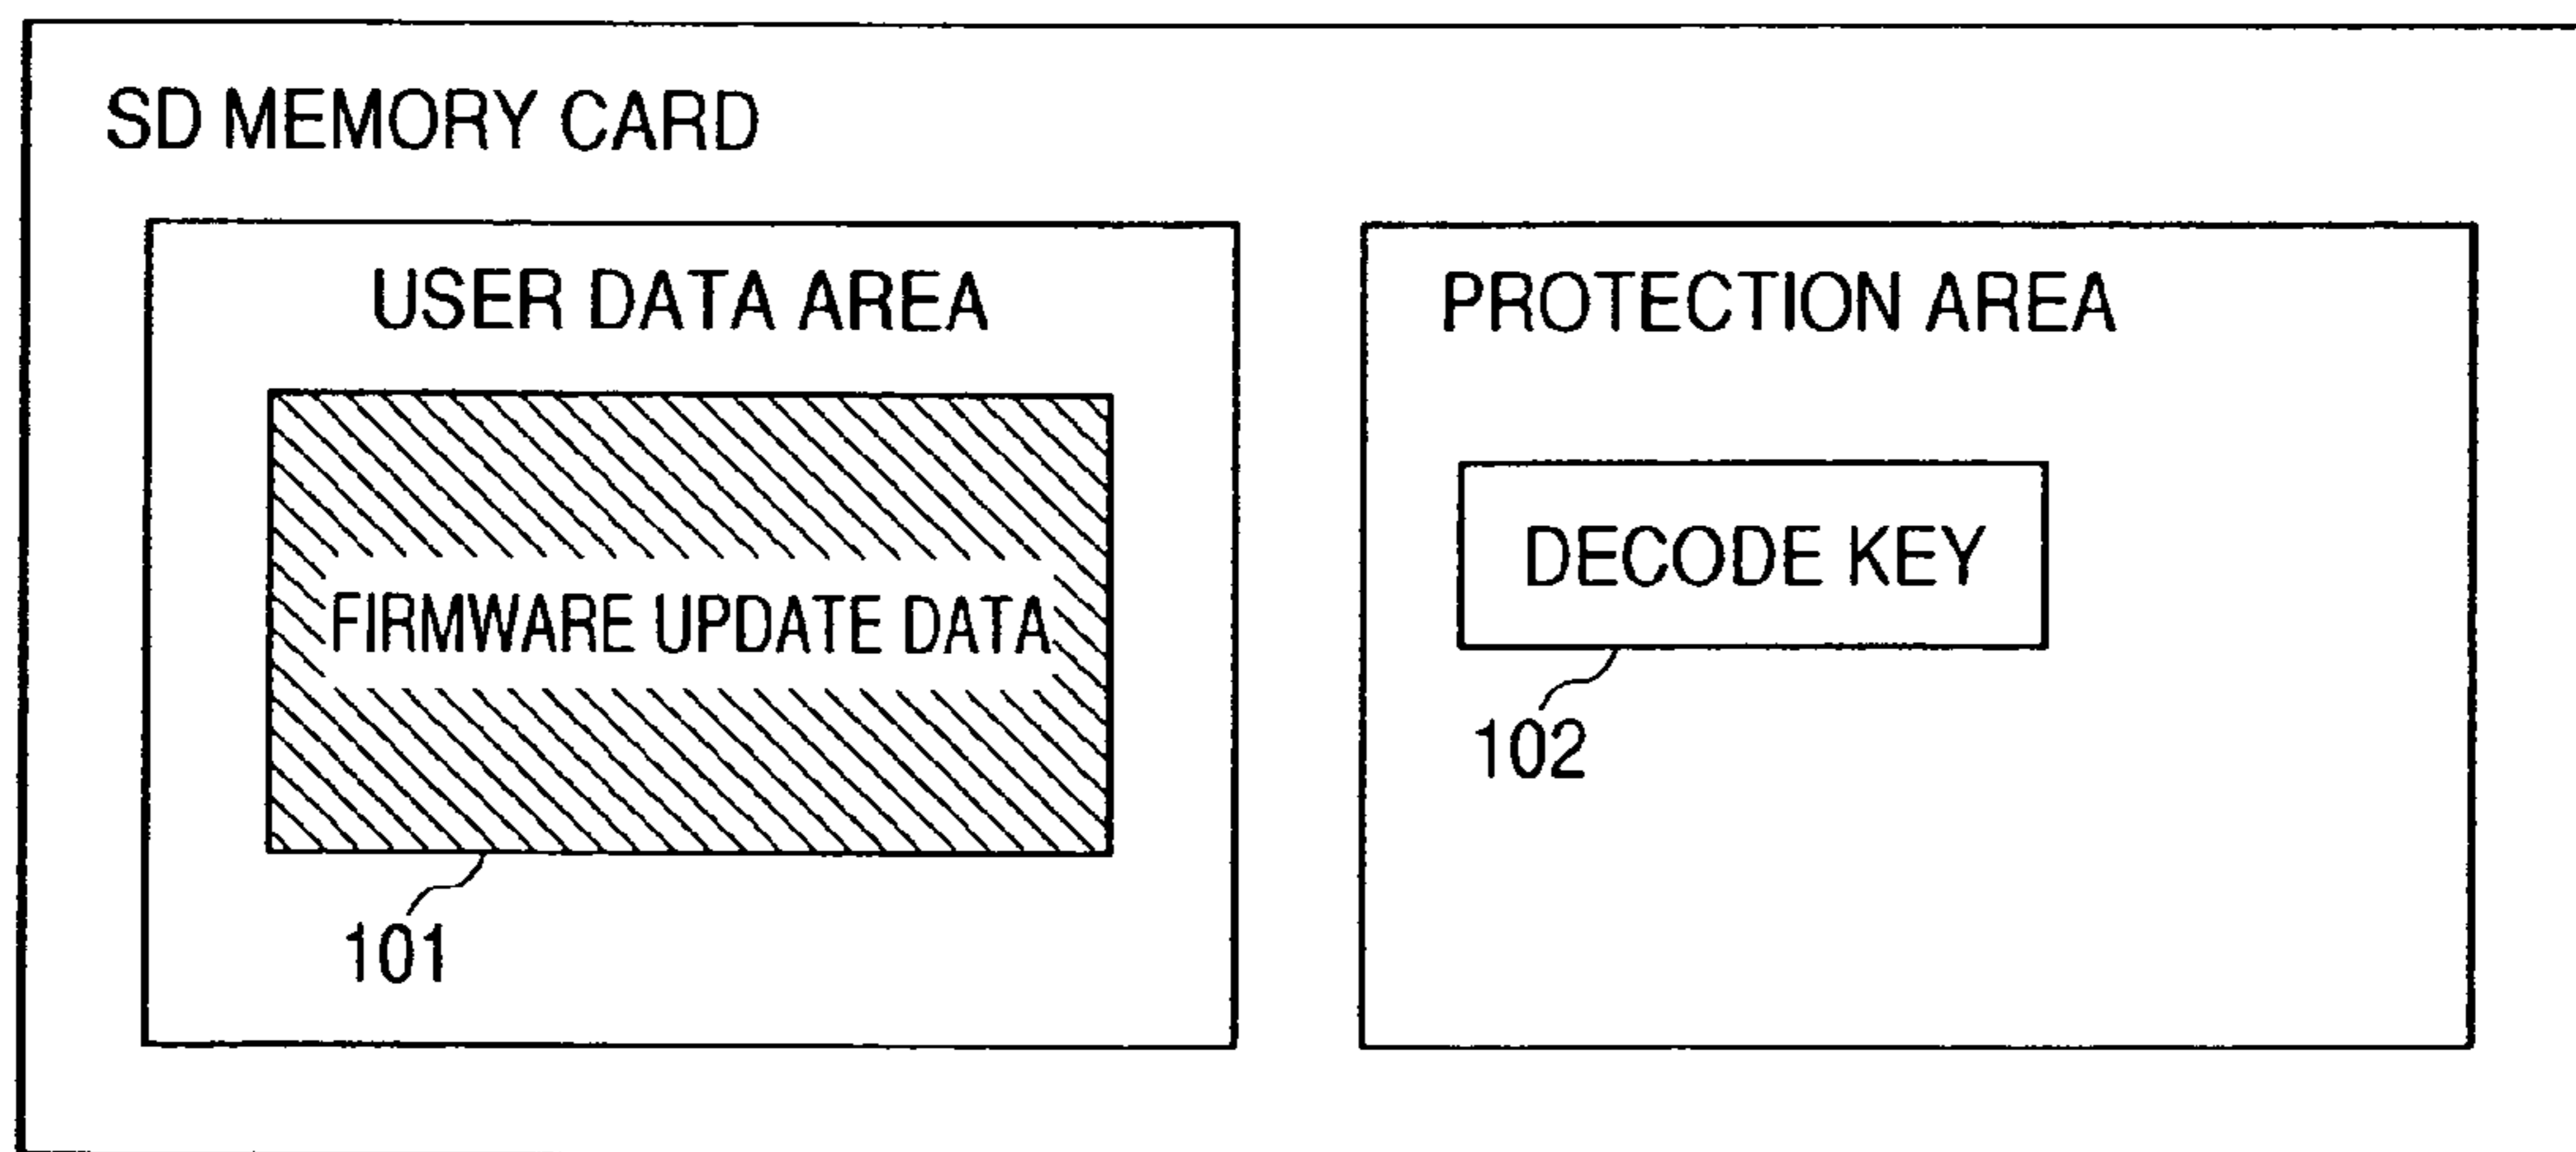 SD MEMORY CARD
USER DATA AREA
FIRMWARE UPDATE DATA
101
PROTECTION AREA
DECODE KEY
102